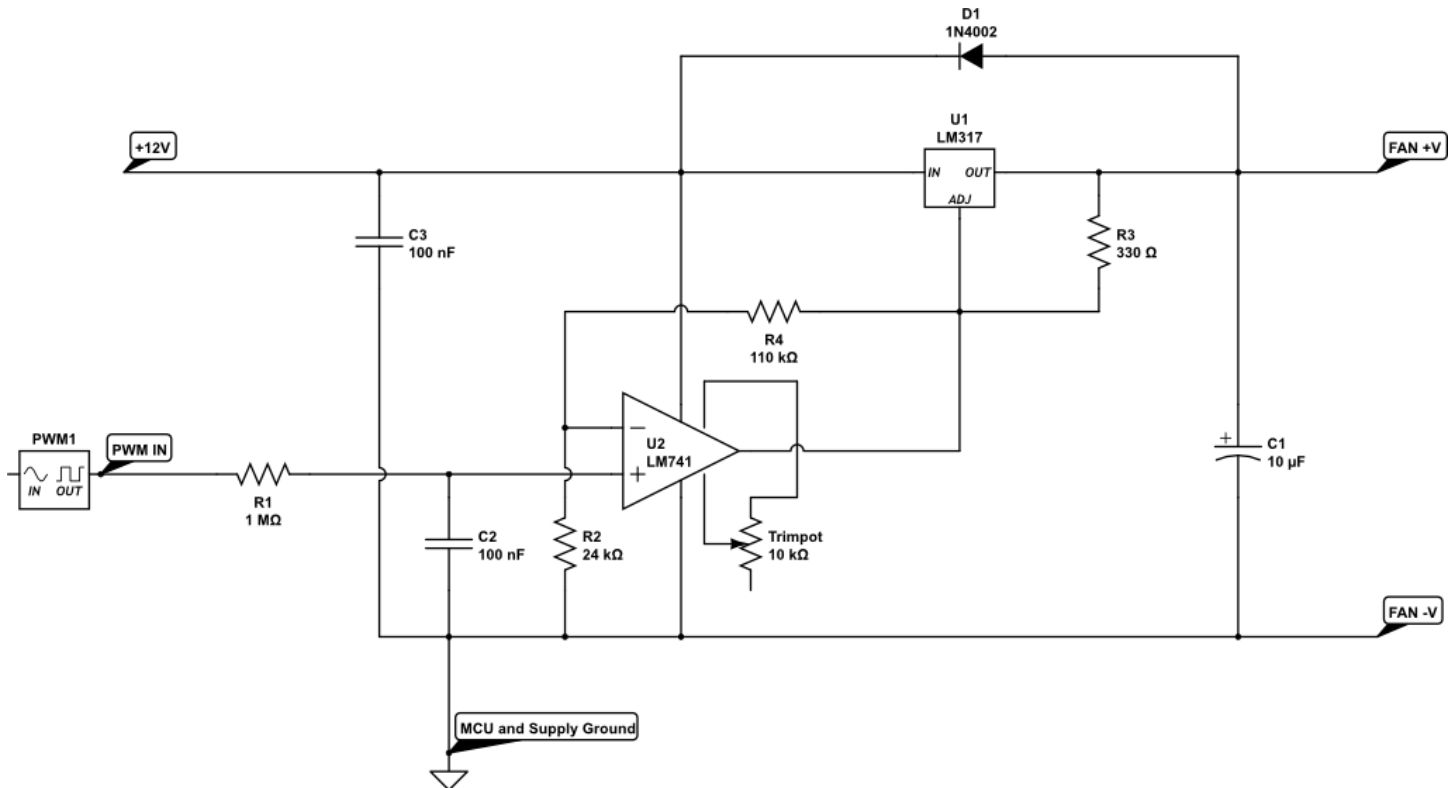 D1
1N4002
+12V
U1
LM317
IN
OUT
ADJ
FAN +V
C3
100 nF
R3
330 Ω
R4
110 kΩ
PWM1
IN
OUT
PWM IN
R1
1 MΩ
−
+
U2
LM741
+
C1
10 µF
C2
100 nF
R2
24 kΩ
Trimpot
10 kΩ
FAN -V
MCU and Supply Ground